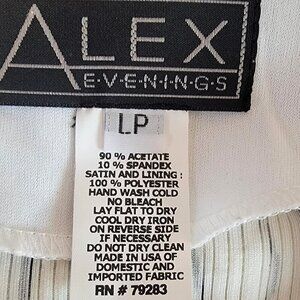 ALEX
E·V·E·N·I·N·G·S
LP
90 % ACETATE
10 % SPANDEX
SATIN AND LINING :
100 % POLYESTER
HAND WASH COLD
NO BLEACH
LAY FLAT TO DRY
COOL DRY IRON
ON REVERSE SIDE
IF NECESSARY
DO NOT DRY CLEAN
MADE IN USA OF
DOMESTIC AND
IMPORTED FABRIC
RN # 79283